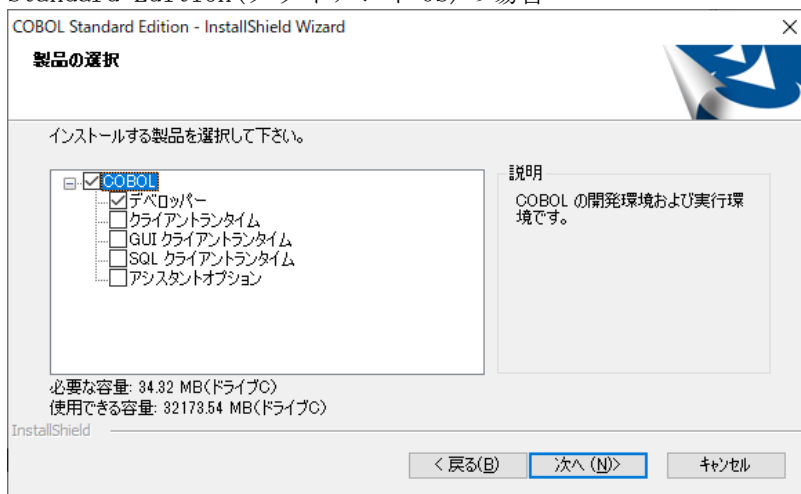 COBOL Standard Edition - InstallShield Wizard
製品の選択
インストールする製品を選択して下さい。
COBOL
デベロッパー
クライアントランタイム
GUI クライアントランタイム
SQL クライアントランタイム
アシスタントオプション
説明
COBOL の開発環境および実行環
境です。
必要な容量: 34.32 MB(ドライブC)
使用できる容量: 32173.54 MB(ドライブC)
InstallShield
< 戻る(B)
次へ (N)>
キャンセル